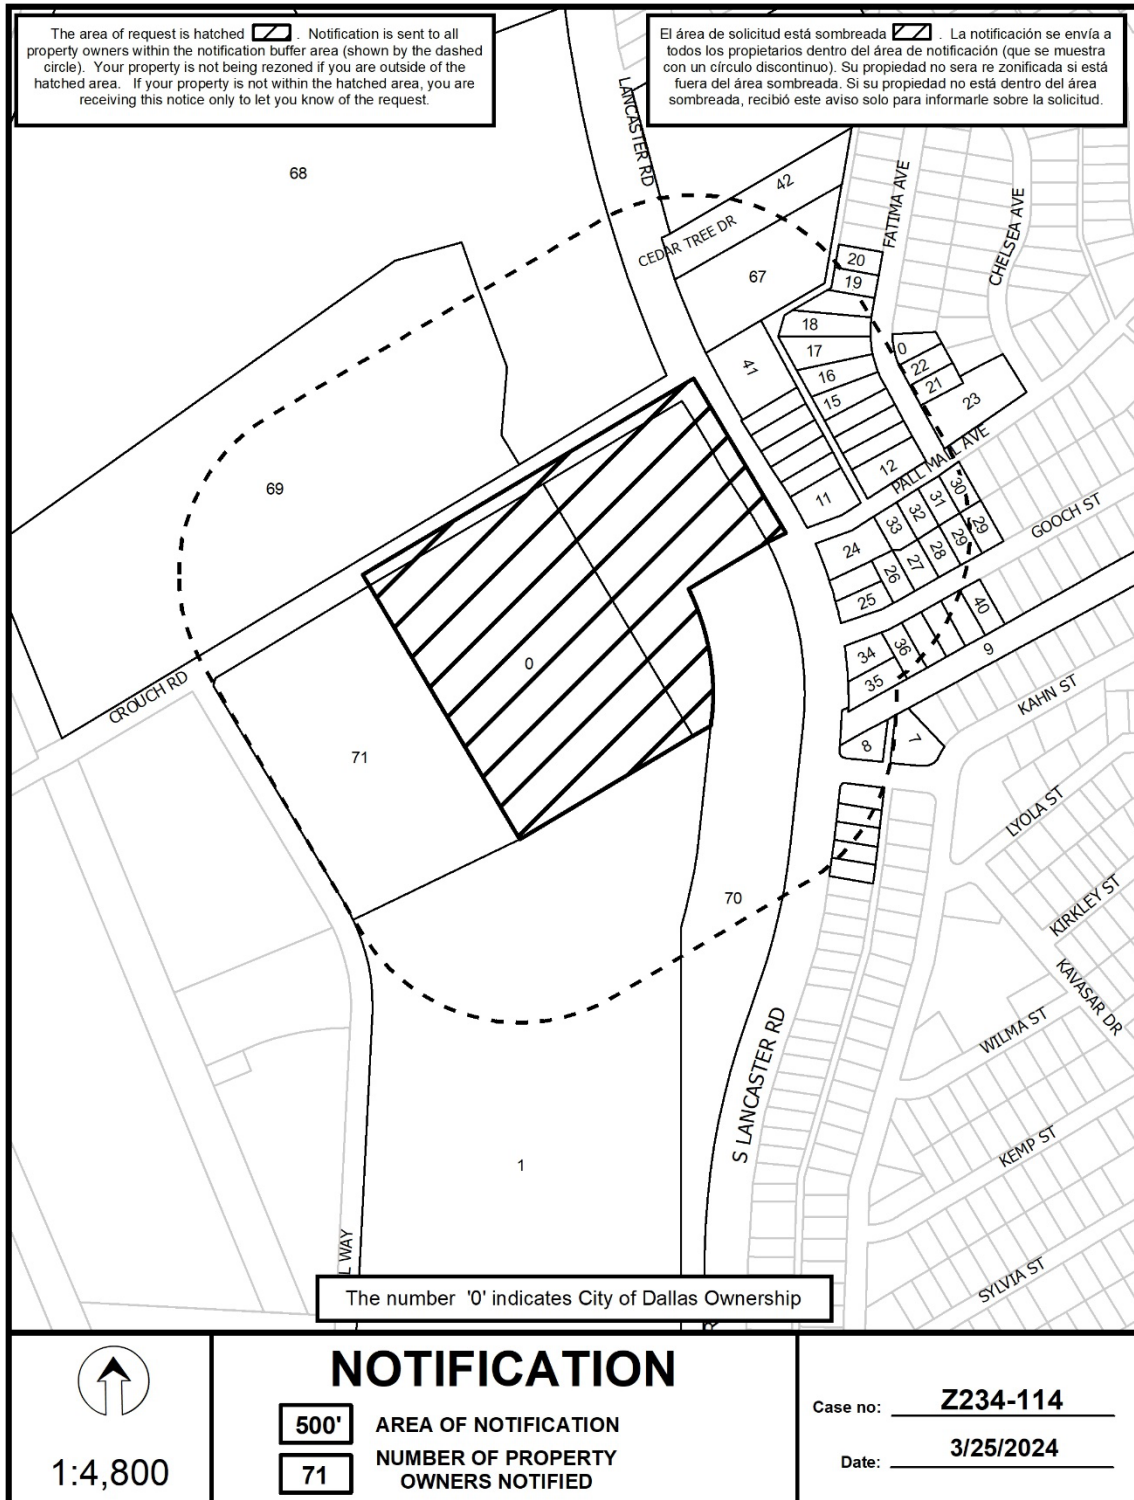 The area of request is hatched . Notification is sent to all
property owners within the notification buffer area (shown by the dashed
circle). Your property is not being rezoned if you are outside of the
hatched area. If your property is not within the hatched area, you are
receiving this notice only to let you know of the request.
El área de solicitud está sombreada . La notificación se envía a
todos los propietarios dentro del área de notificación (que se muestra
con un círculo discontinuo). Su propiedad no sera re zonificada si está
fuera del área sombreada. Si su propiedad no está dentro del área
sombreada, recibió este aviso solo para informarle sobre la solicitud.
LANCASTER RD
68
42
FATIMA AVE
CHELSEA AVE
CEDAR TREE DR
20
19
67
18
0
17
22
41
16
21
15
23
PALL MALL AVE
12
69
11
30
31
32
33
29
29
GOOCH ST
24
28
27
26
25
40
34
36
9
35
0
CROUCH RD
KAHN ST
71
8
7
LYOLA ST
70
KIRKLEY ST
KAVASAR DR
WILMA ST
S LANCASTER RD
KEMP ST
1
L WAY
SYLVIA ST
R
The number '0' indicates City of Dallas Ownership
1:4,800
NOTIFICATION
500' AREA OF NOTIFICATION
71 NUMBER OF PROPERTY
OWNERS NOTIFIED
Case no: Z234-114
Date: 3/25/2024